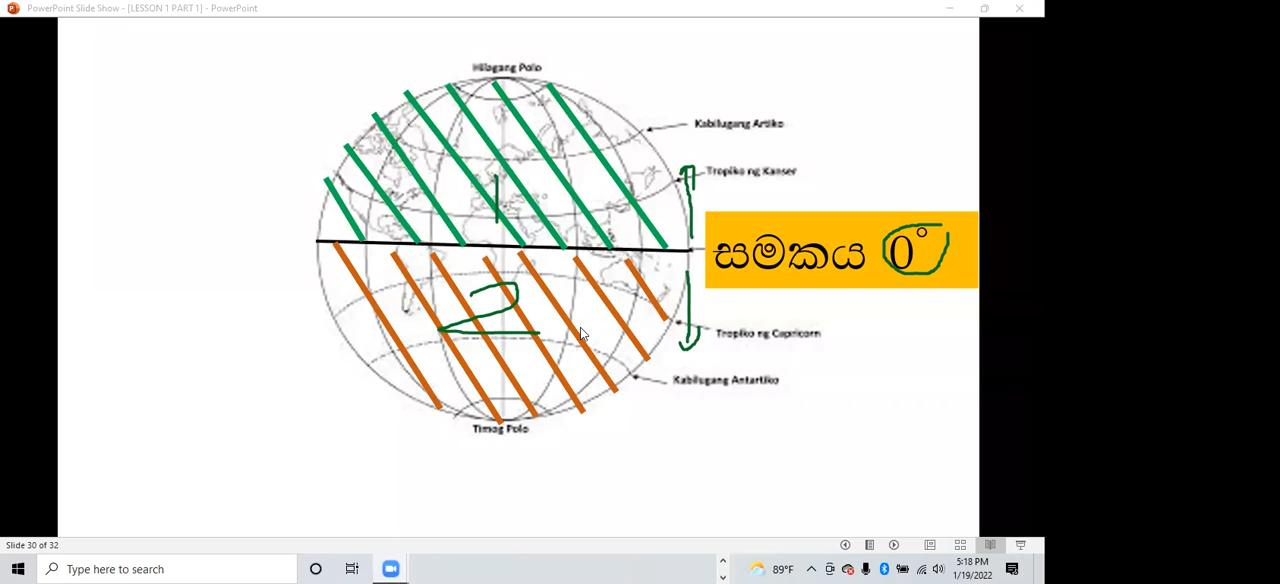 PowerPoint Slide Show - [LESSON 1 PART 1] - PowerPoint
Hilagang Polo
Kabilugang Artiko
Tropiko ng Kanser
1
සමකය 0°
2
Tropiko ng Capricorn
Kabilugang Antartiko
Timog Polo
Slide 30 of 32
Type here to search
89°F
5:18 PM
1/19/2022